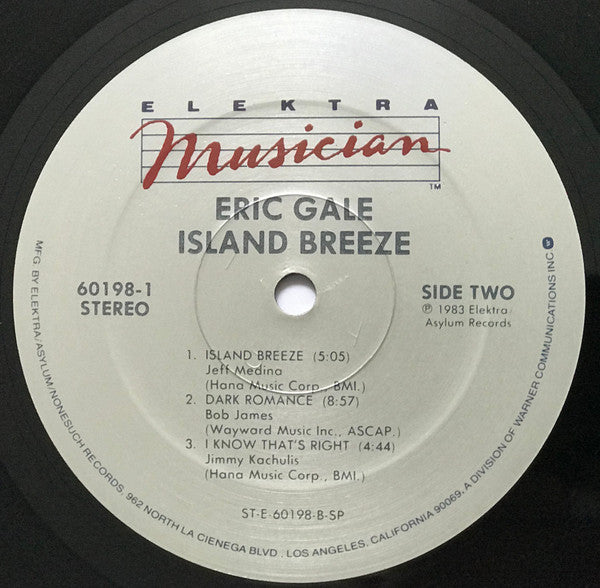 ELEKTRA
Musician
TM
ERIC GALE
ISLAND BREEZE
60198-1
STEREO
SIDE TWO
℗ 1983 Elektra
Asylum Records
1. ISLAND BREEZE (5:05)
Jeff Medina
(Hana Music Corp., BMI.)
2. DARK ROMANCE (8:57)
Bob James
(Wayward Music Inc., ASCAP.)
3. I KNOW THAT'S RIGHT (4:44)
Jimmy Kachulis
(Hana Music Corp., BMI.)
ST-E-60198-B-SP
MFG. BY ELEKTRA/ASYLUM/NONESUCH RECORDS, 962 NORTH LA CIENEGA BLVD., LOS ANGELES, CALIFORNIA 90069, A DIVISION OF WARNER COMMUNICATIONS INC.